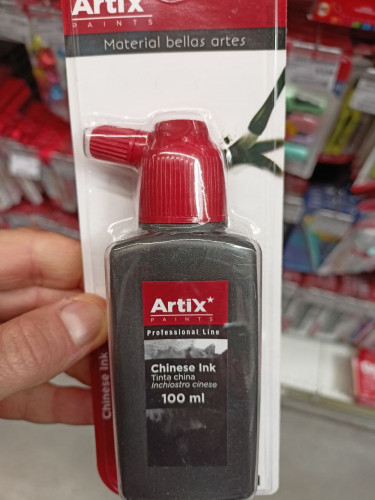 Artix
PAINTS
Material bellas artes
Artix
PAINTS
Professional Line
Chinese Ink
Tinta china
Inchiostro cinese
100 ml
Chinese Ink